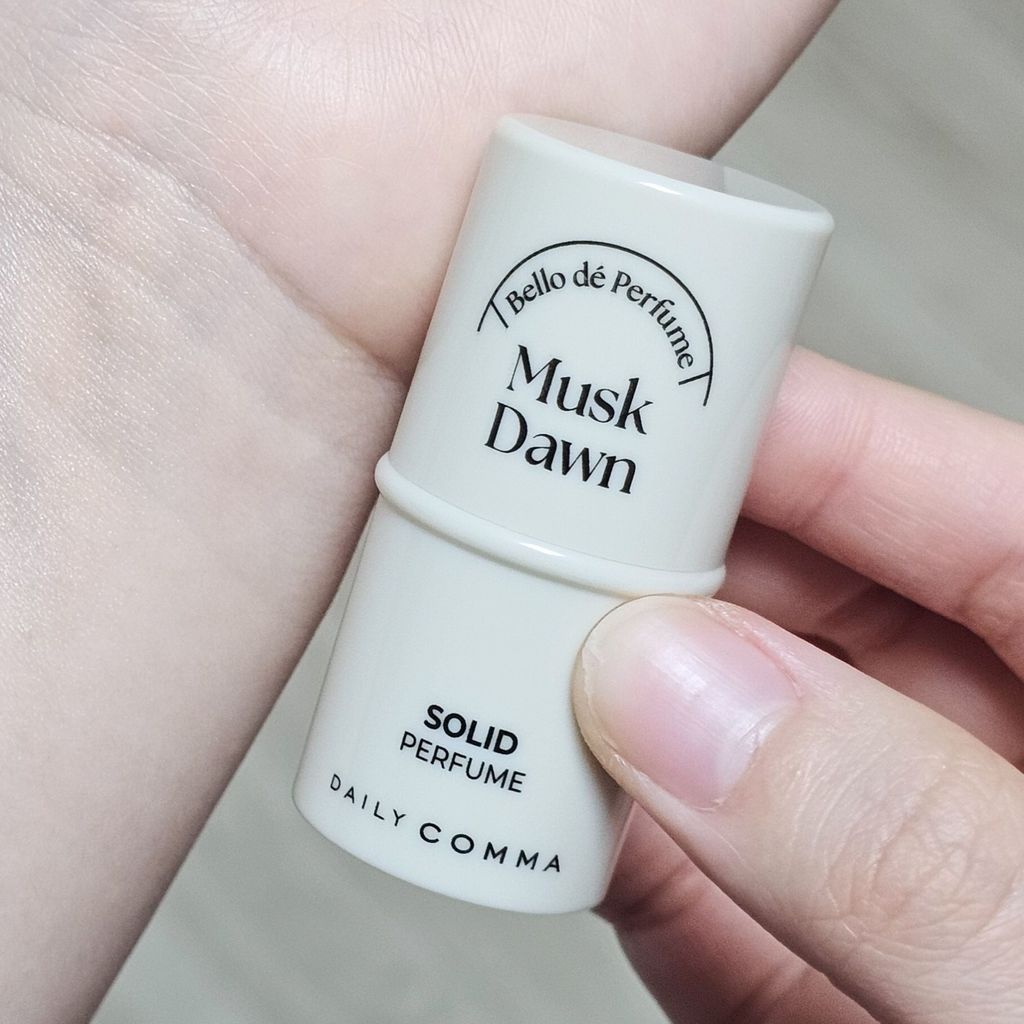 Bello dé Perfume
Musk
Dawn
SOLID
PERFUME
DAILY COMMA